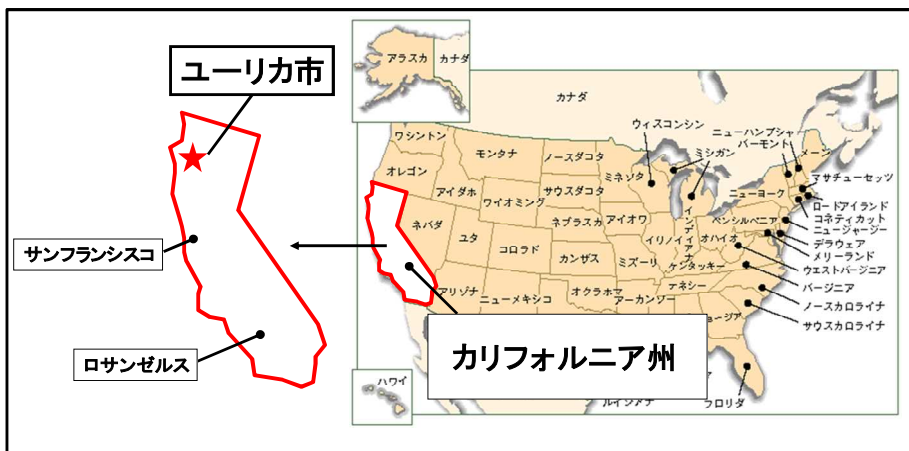 ユーリカ市
サンフランシスコ
ロサンゼルス
カリフォルニア州
アラスカ
カナダ
カナダ
ワシントン
オレゴン
アイダホ
モンタナ
ワイオミング
ネバダ
ユタ
コロラド
アリゾナ
ニューメキシコ
ノースダコタ
サウスダコタ
ネブラスカ
カンザス
オクラホマ
ミネソタ
アイオワ
ミズーリ
アーカンソー
ウィスコンシン
ミシガン
イリノイ
インディアナ
オハイオ
ケンタッキー
テネシー
ョージア
ルイジアナ
フロリダ
ニューハンプシャー
バーモント
メーン
マサチューセッツ
ニューヨーク
ロードアイランド
コネティカット
ペンシルベニア
ニュージャージー
デラウェア
メリーランド
ウエストバージニア
バージニア
ノースカロライナ
サウスカロライナ
ハワイ